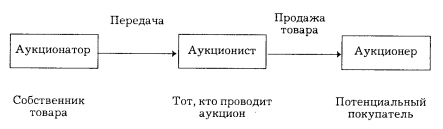 Передача
Продажа
товара
Аукционатор
Аукционист
Аукционер
Собственник
товара
Тот, кто проводит
аукцион
Потенциальный
покупатель